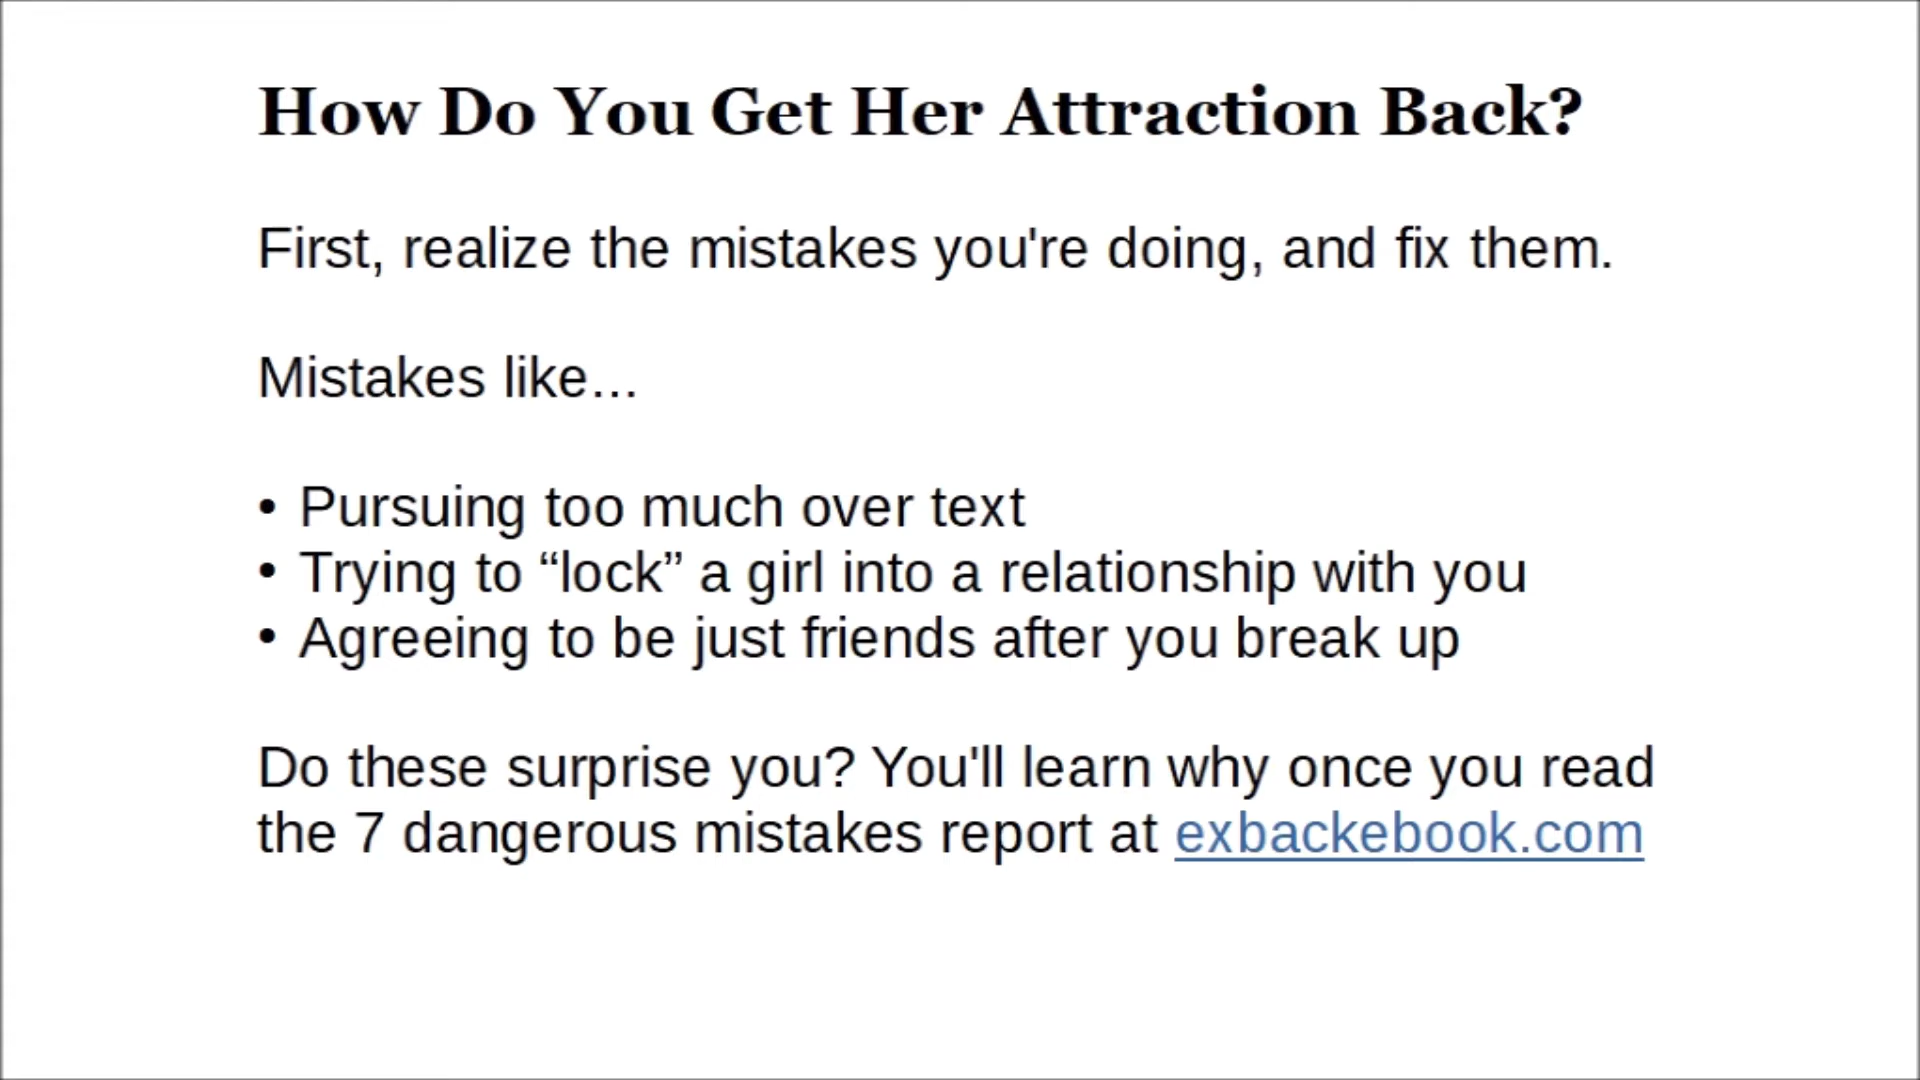 How Do You Get Her Attraction Back?
First, realize the mistakes you're doing, and fix them.
Mistakes like...
• Pursuing too much over text
• Trying to “lock” a girl into a relationship with you
• Agreeing to be just friends after you break up
Do these surprise you? You'll learn why once you read
the 7 dangerous mistakes report at exbackebook.com